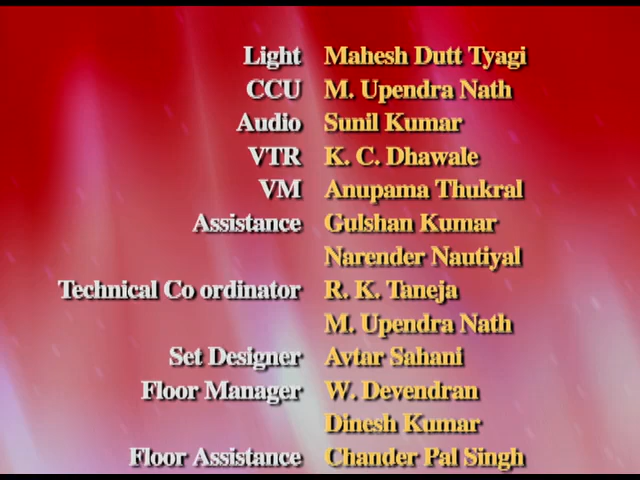 Light Mahesh Dutt Tyagi
CCU M. Upendra Nath
Audio Sunil Kumar
VTR K. C. Dhawale
VM Anupama Thukral
Assistance Gulshan Kumar
Narender Nautiyal
Technical Co ordinator R. K. Taneja
M. Upendra Nath
Set Designer Avtar Sahani
Floor Manager W. Devendran
Dinesh Kumar
Floor Assistance Chander Pal Singh